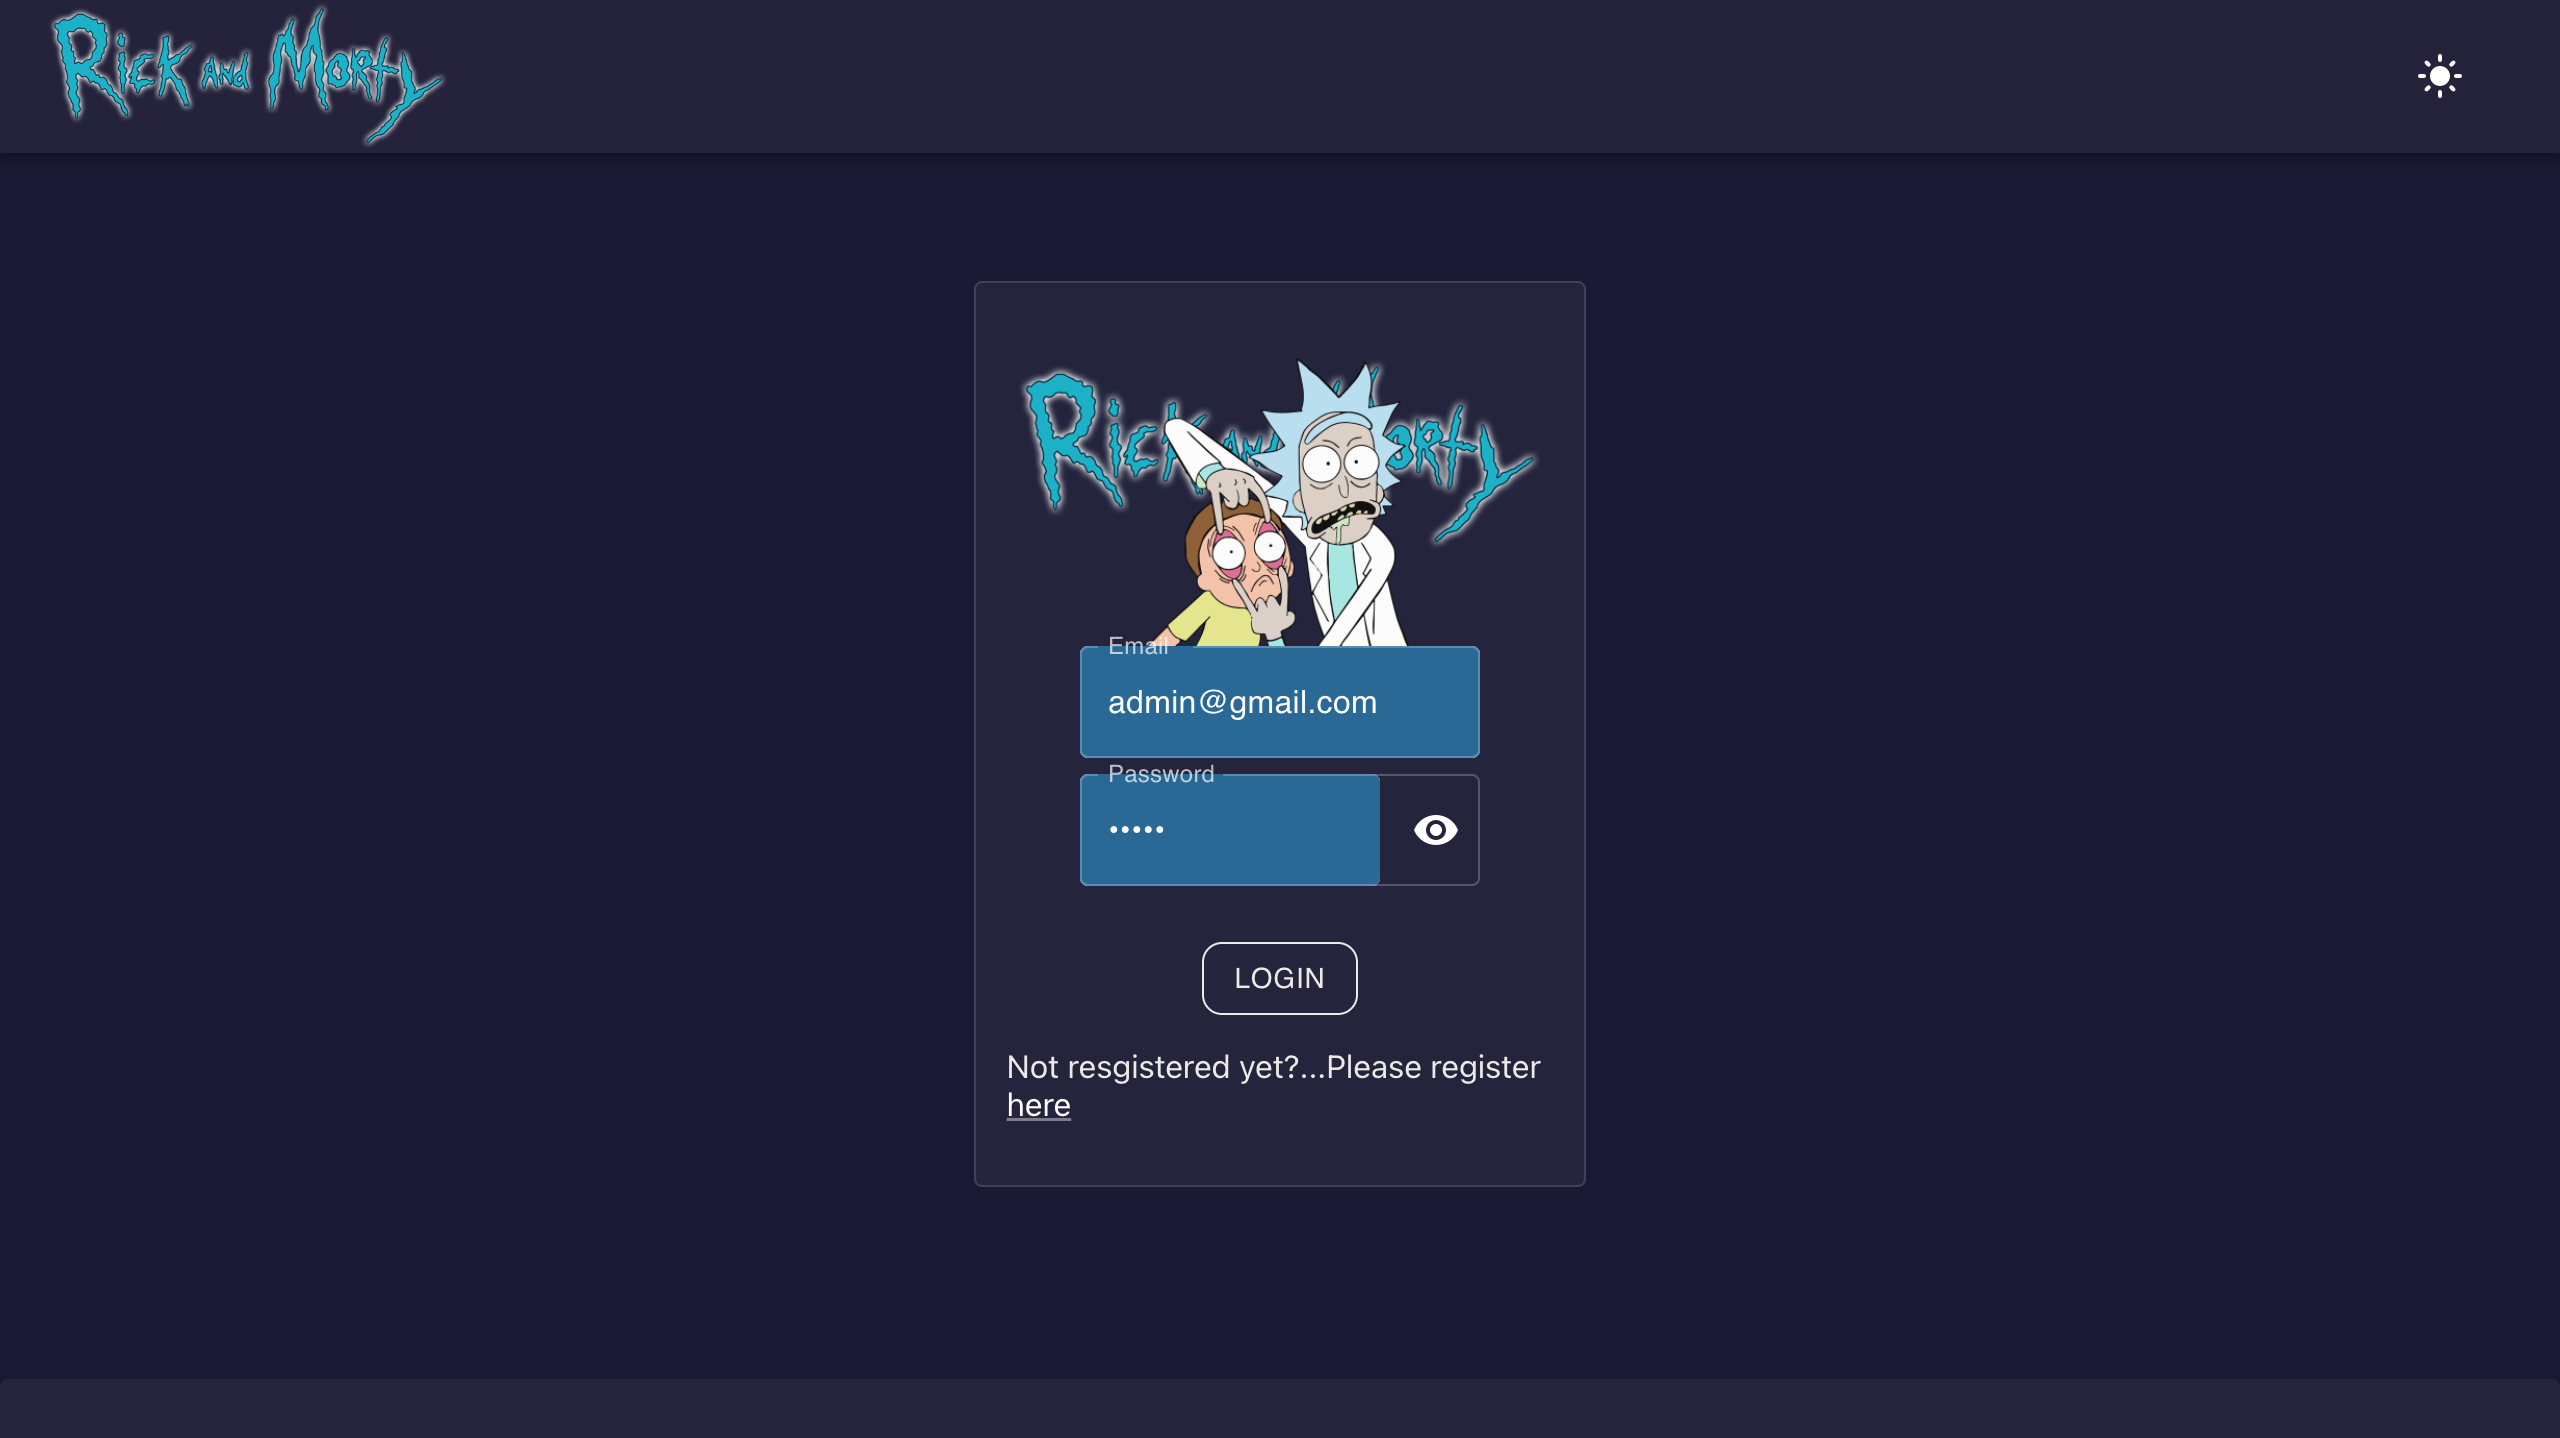 Rick and Morty
Rick and Morty
Email
admin@gmail.com
Password
•••••
LOGIN
Not resgistered yet?...Please register
here